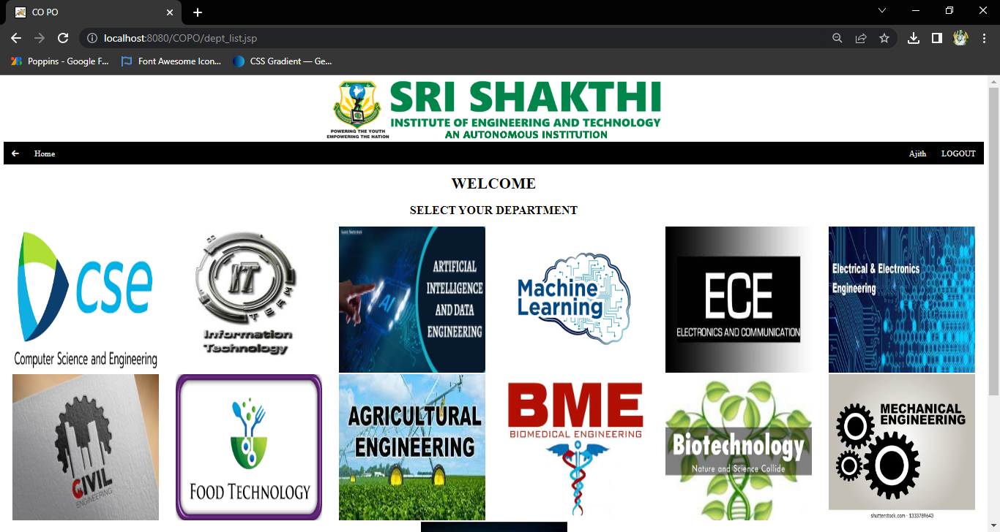 CO PO
localhost:8080/COPO/dept_list.jsp
Poppins - Google F...
Font Awesome Icon...
CSS Gradient — Ge...
SRI SHAKTHI
INSTITUTE OF ENGINEERING AND TECHNOLOGY
AN AUTONOMOUS INSTITUTION
POWERING THE YOUTH
EMPOWERING THE NATION
Home
Ajith
LOGOUT
WELCOME
SELECT YOUR DEPARTMENT
cse
Computer Science and Engineering
IT
TEAM
Information
Technology
AI
ARTIFICIAL
INTELLIGENCE
AND DATA
ENGINEERING
Machine
Learning
ECE
ELECTRONICS AND COMMUNICATION
Electrical & Electronics
Engineering
CIVIL
ENGINEERING
FOOD TECHNOLOGY
AGRICULTURAL
ENGINEERING
BME
BIOMEDICAL ENGINEERING
Biotechnology
Nature and Science Collide
MECHANICAL
ENGINEERING
shutterstock.com · 1333789643